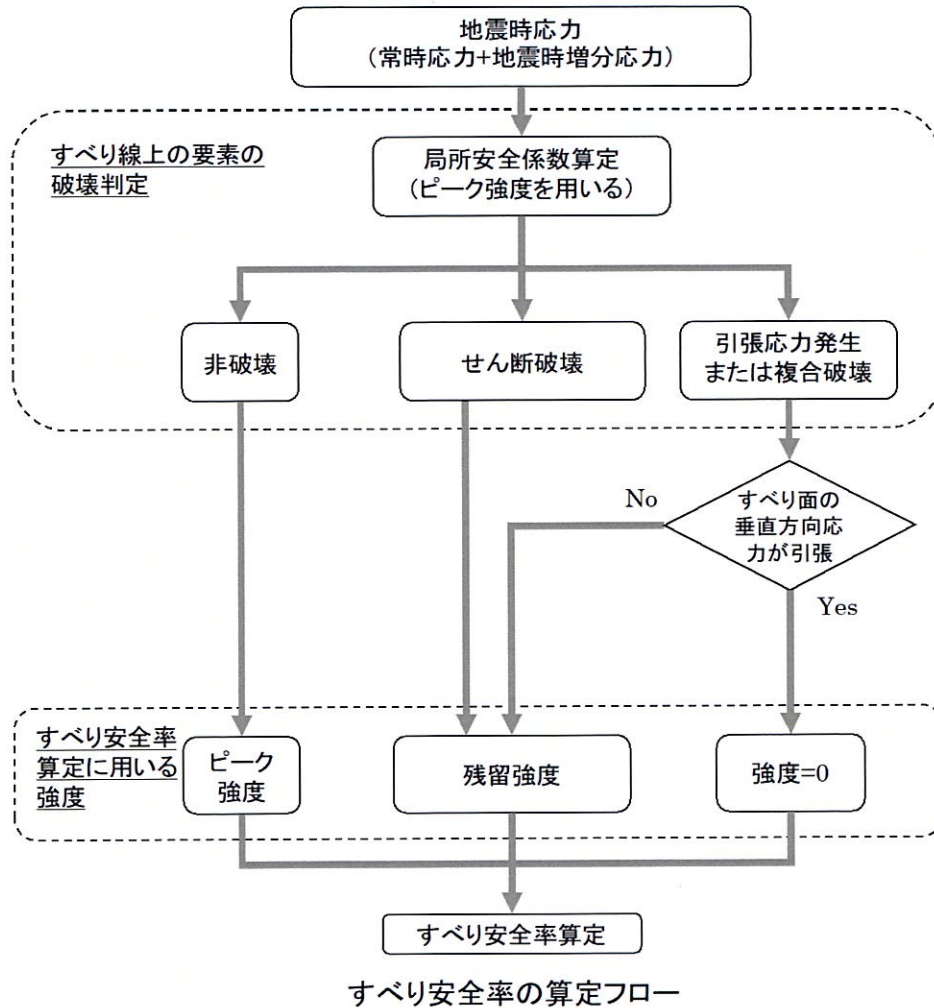 地震時応力
（常時応力+地震時増分応力）
すべり線上の要素の
破壊判定
局所安全係数算定
（ピーク強度を用いる）
非破壊
せん断破壊
引張応力発生
または複合破壊
No
すべり面の
垂直方向応
力が引張
Yes
すべり安全率
算定に用いる
強度
ピーク
強度
残留強度
強度=0
すべり安全率算定
すべり安全率の算定フロー